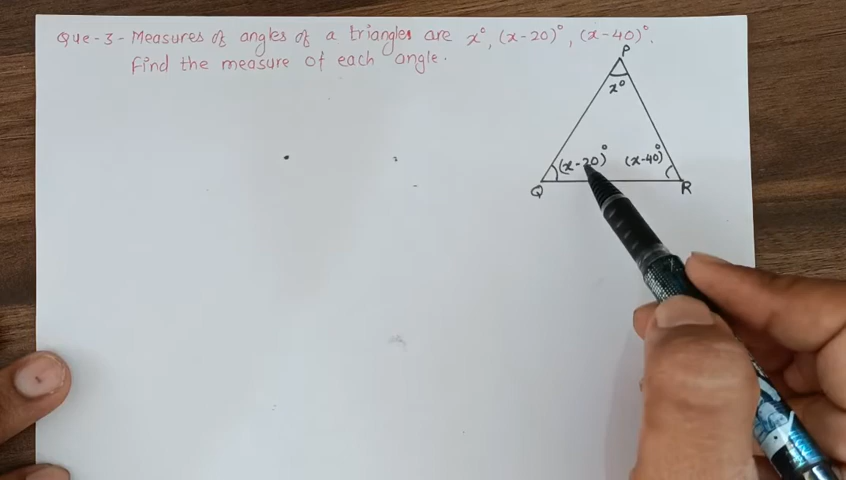 Que-3- Measures of angles of a triangles are x°, (x-20)°, (x-40)°.
Find the measure of each angle.
P
x°
(x-20)° (x-40)°
Q R